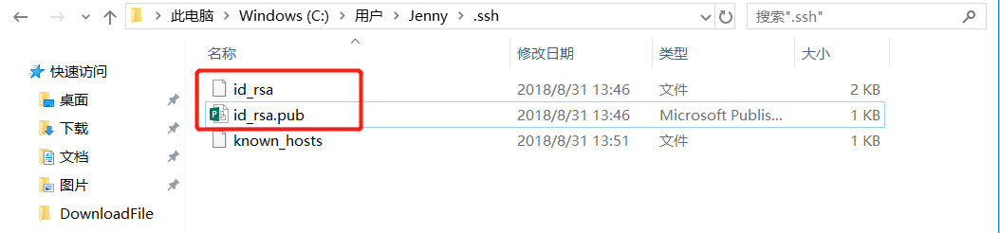 此电脑 > Windows (C:) > 用户 > Jenny > .ssh
搜索".ssh"
名称 修改日期 类型 大小
快速访问
桌面
下载
文档
图片
DownloadFile
id_rsa 2018/8/31 13:46 文件 2 KB
id_rsa.pub 2018/8/31 13:46 Microsoft Publis... 1 KB
known_hosts 2018/8/31 13:51 文件 1 KB